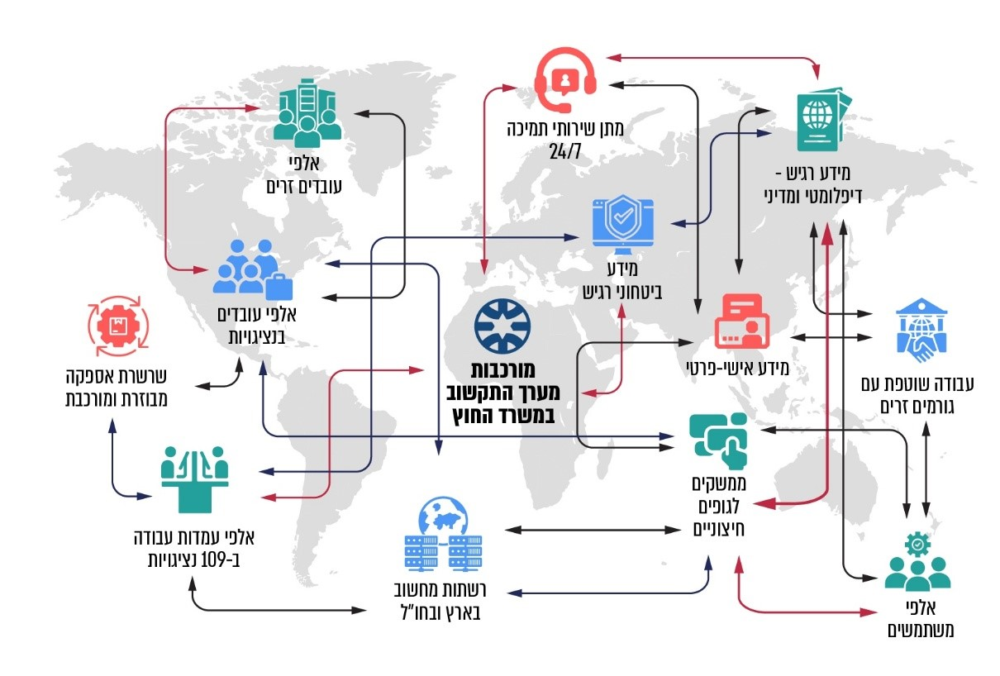 מתן שירותי תמיכה
24/7
אלפי
עובדים זרים
מידע רגיש -
דיפלומטי ומדיני
מידע
ביטחוני רגיש
אלפי עובדים
בנציגויות
שרשרת אספקה
מבוזרת ומורכבת
מורכבות
מערך התקשוב
במשרד החוץ
מידע אישי-פרטי
עבודה שוטפת עם
גורמים זרים
ממשקים
לגופים
חיצוניים
אלפי עמדות עבודה
ב-109 נציגויות
רשתות מחשוב
בארץ ובחו"ל
אלפי
משתמשים